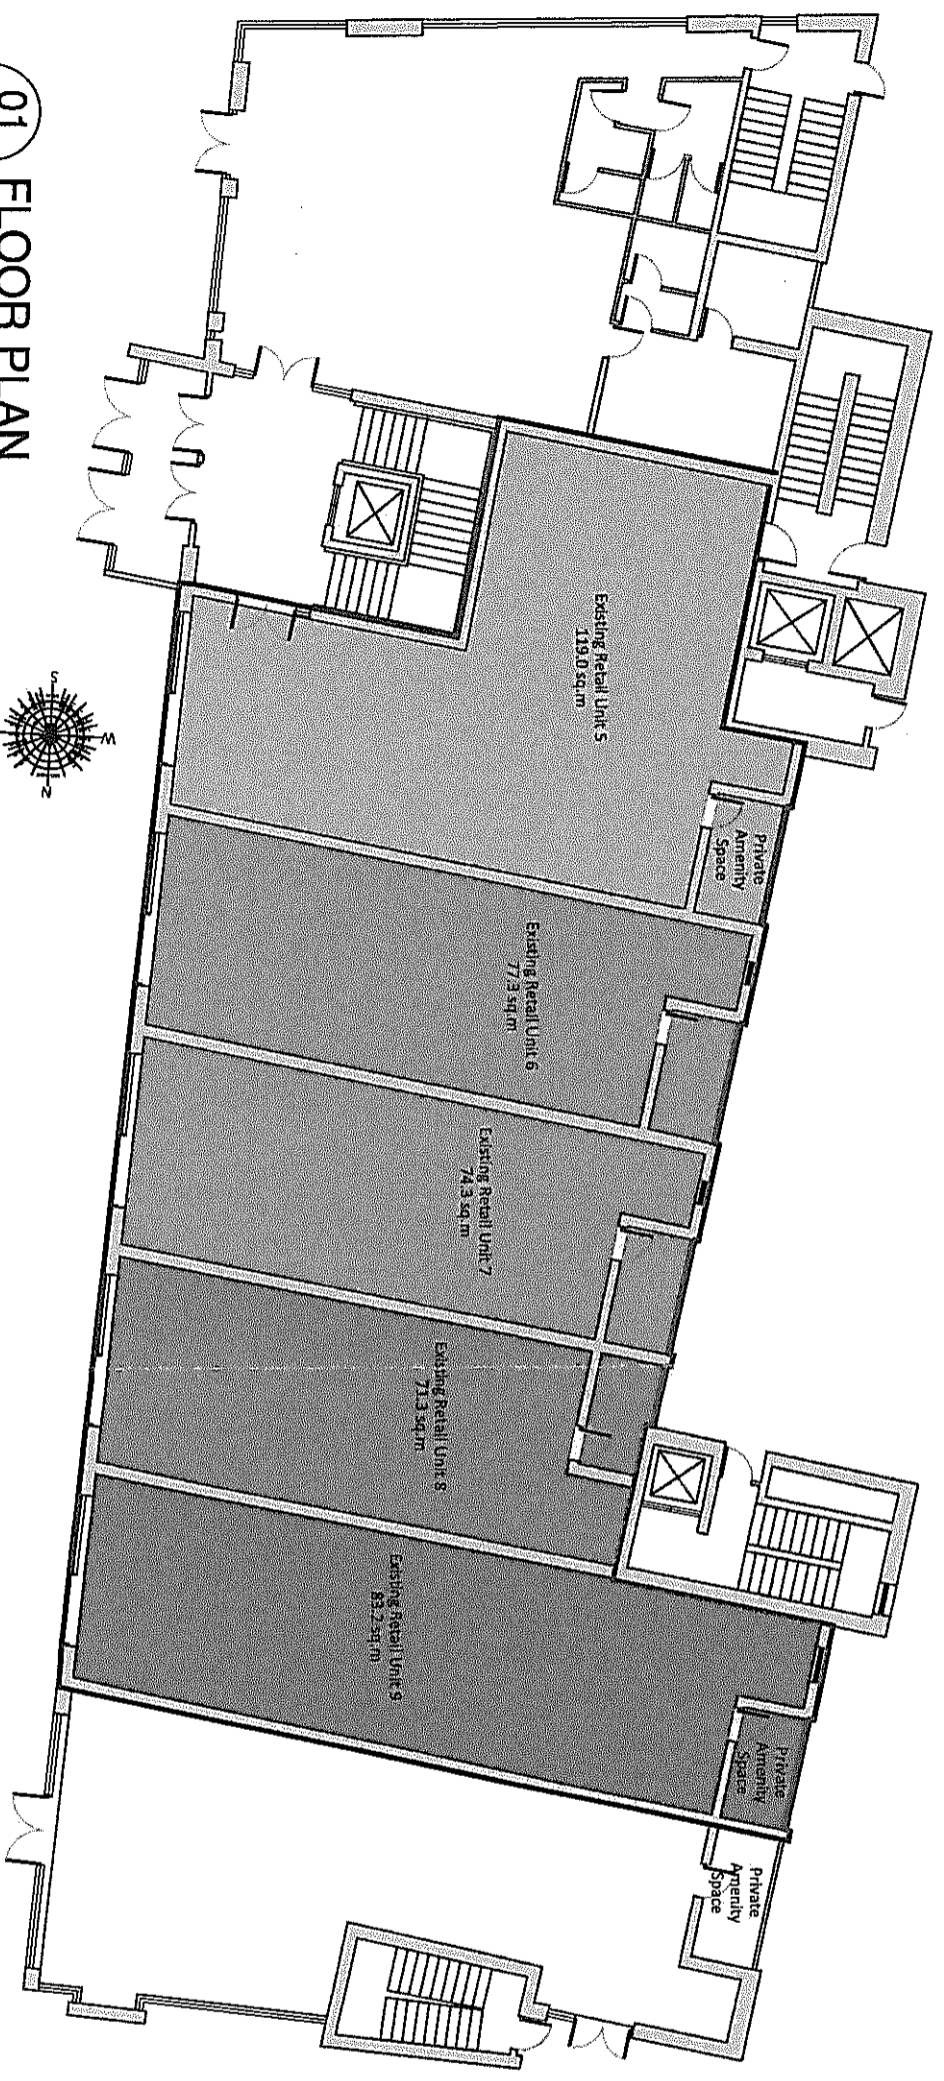 01 FLOOR PLAN
Existing Retail Unit 5
119.0 sq.m
Private
Amenity
Space
Existing Retail Unit 6
77.3 sq.m
Existing Retail Unit 7
74.3 sq.m
Existing Retail Unit 8
71.3 sq.m
Existing Retail Unit 9
83.2 sq.m
Private
Amenity
Space
Private
Amenity
Space
S
W
N